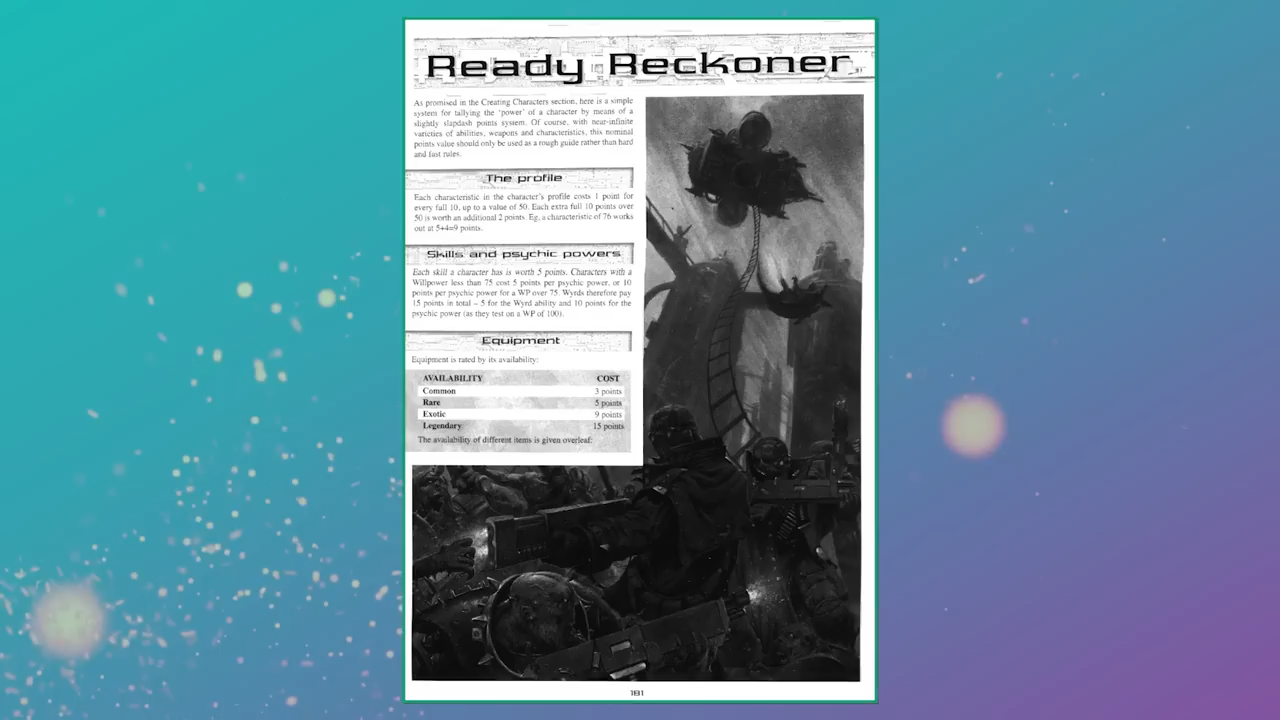 Ready Reckoner
As promised in the Creating Characters section, here is a simple
system for tallying the 'power' of a character by means of a
slightly slapdash points system. Of course, with near-infinite
varieties of abilities, weapons and characteristics, this nominal
points value should only be used as a rough guide rather than hard
and fast rules.
The profile
Each characteristic in the character's profile costs 1 point for
every full 10, up to a value of 50. Each extra full 10 points over
50 is worth an additional 2 points. Eg, a characteristic of 76 works
out at 5+4=9 points.
Skills and psychic powers
Each skill a character has is worth 5 points. Characters with a
Willpower less than 75 cost 5 points per psychic power, or 10
points per psychic power for a WP over 75. Wyrds therefore pay
15 points in total – 5 for the Wyrd ability and 10 points for the
psychic power (as they test on a WP of 100).
Equipment
Equipment is rated by its availability:
AVAILABILITY COST
Common 3 points
Rare 5 points
Exotic 9 points
Legendary 15 points
The availability of different items is given overleaf:
181